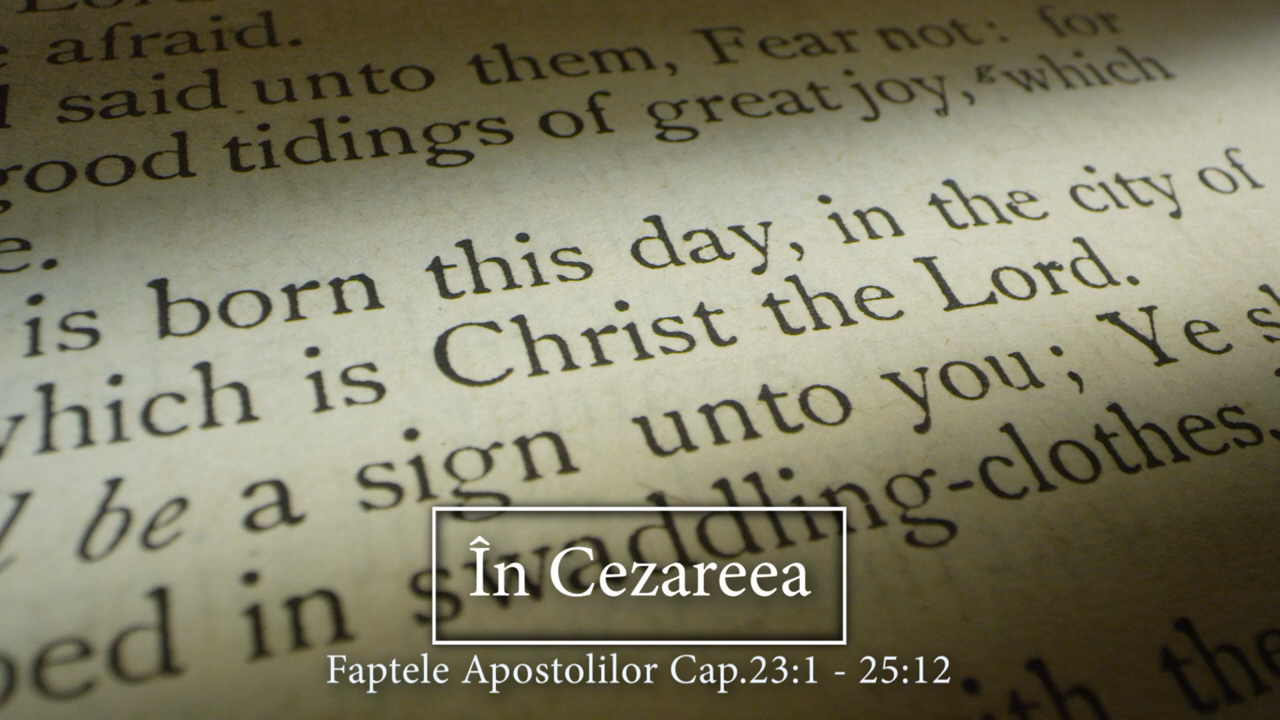 afraid.
said unto them, Fear not: for
good tidings of great joy, g which
is born this day, in the city of
which is Christ the Lord.
be a sign unto you; Ye
in swaddling-clothes,
the
În Cezareea
Faptele Apostolilor Cap.23:1 - 25:12